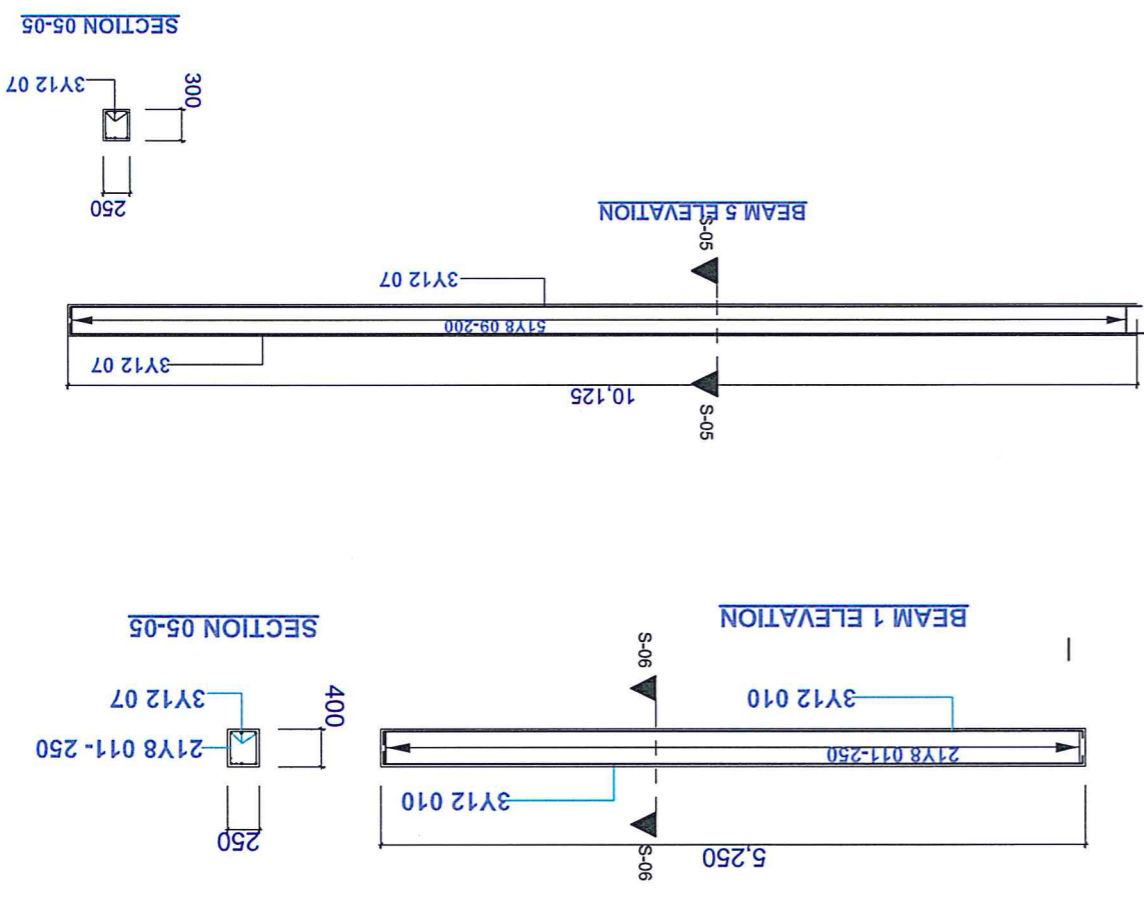 5,250
S-06
3Y12 010
21Y8 011-250
3Y12 010
S-06
BEAM 1 ELEVATION
250
400
21Y8 011- 250
3Y12 07
SECTION 05-05
S-05
10,125
3Y12 07
51Y8 09-200
3Y12 07
S-05
BEAM 5 ELEVATION
250
300
3Y12 07
SECTION 05-05